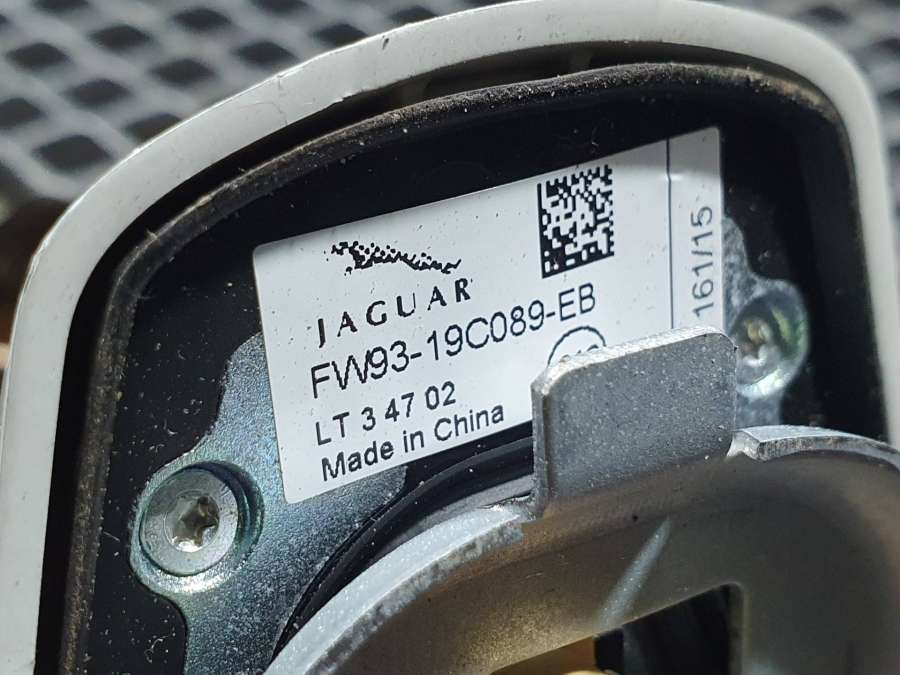 JAGUAR
FW93-19C089-EB
LT 3 47 02
Made in China
161/15